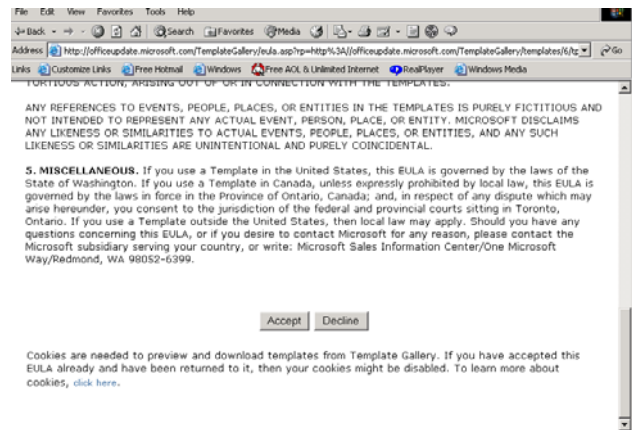 File Edit View Favorites Tools Help
Back Search Favorites Media
Address http://officeupdate.microsoft.com/TemplateGallery/eula.asp?rp=http%3A//officeupdate.microsoft.com/TemplateGallery/templates/6/ Go
Links Customize Links Free Hotmail Windows Free AOL & Unlimited Internet RealPlayer Windows Media
TORTIOUS ACTION, ARISING OUT OF OR IN CONNECTION WITH THE TEMPLATES.
ANY REFERENCES TO EVENTS, PEOPLE, PLACES, OR ENTITIES IN THE TEMPLATES IS PURELY FICTITIOUS AND
NOT INTENDED TO REPRESENT ANY ACTUAL EVENT, PERSON, PLACE, OR ENTITY. MICROSOFT DISCLAIMS
ANY LIKENESS OR SIMILARITIES TO ACTUAL EVENTS, PEOPLE, PLACES, OR ENTITIES, AND ANY SUCH
LIKENESS OR SIMILARITIES ARE UNINTENTIONAL AND PURELY COINCIDENTAL.
5. MISCELLANEOUS. If you use a Template in the United States, this EULA is governed by the laws of the
State of Washington. If you use a Template in Canada, unless expressly prohibited by local law, this EULA is
governed by the laws in force in the Province of Ontario, Canada; and, in respect of any dispute which may
arise hereunder, you consent to the jurisdiction of the federal and provincial courts sitting in Toronto,
Ontario. If you use a Template outside the United States, then local law may apply. Should you have any
questions concerning this EULA, or if you desire to contact Microsoft for any reason, please contact the
Microsoft subsidiary serving your country, or write: Microsoft Sales Information Center/One Microsoft
Way/Redmond, WA 98052-6399.
Accept Decline
Cookies are needed to preview and download templates from Template Gallery. If you have accepted this
EULA already and have been returned to it, then your cookies might be disabled. To learn more about
cookies, click here.